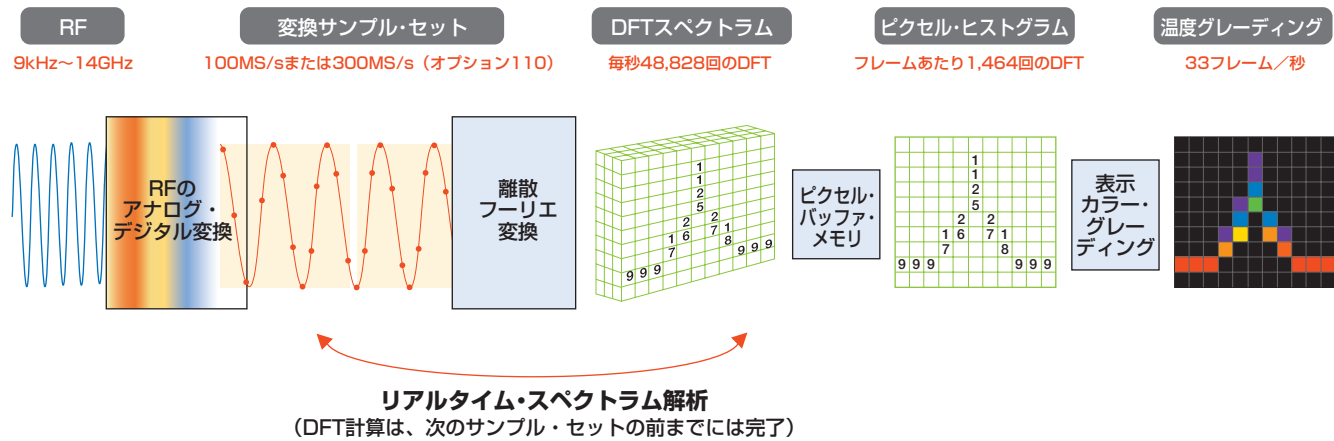 RF
変換サンプル・セット
DFTスペクトラム
ピクセル・ヒストグラム
温度グレーディング
9kHz～14GHz
100MS/sまたは300MS/s（オプション110）
毎秒48,828回のDFT
フレームあたり1,464回のDFT
33フレーム／秒
RFの
アナログ・
デジタル変換
離散
フーリエ
変換
1
1
2
5
2 2
1 6 7 1
7 8
9 9 9 9 9 9
ピクセル・
バッファ・
メモリ
1
1
2
5
2 2
1 6 7 1
7 8
9 9 9 9 9 9
表示
カラー・
グレー
ディング
リアルタイム・スペクトラム解析
（DFT計算は、次のサンプル・セットの前までには完了）